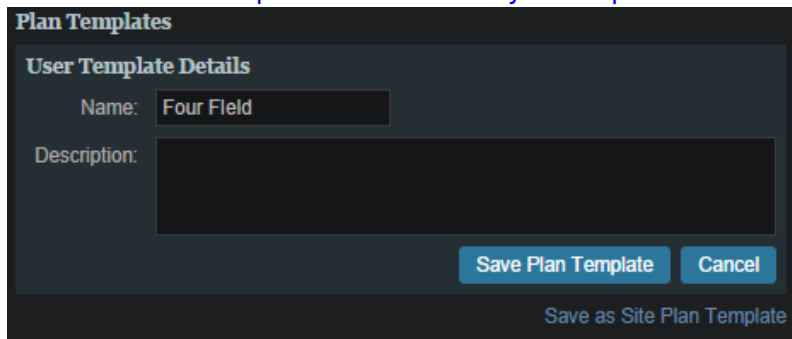 Plan Templates
User Template Details
Name: Four FIeld
Description:
Save Plan Template Cancel
Save as Site Plan Template